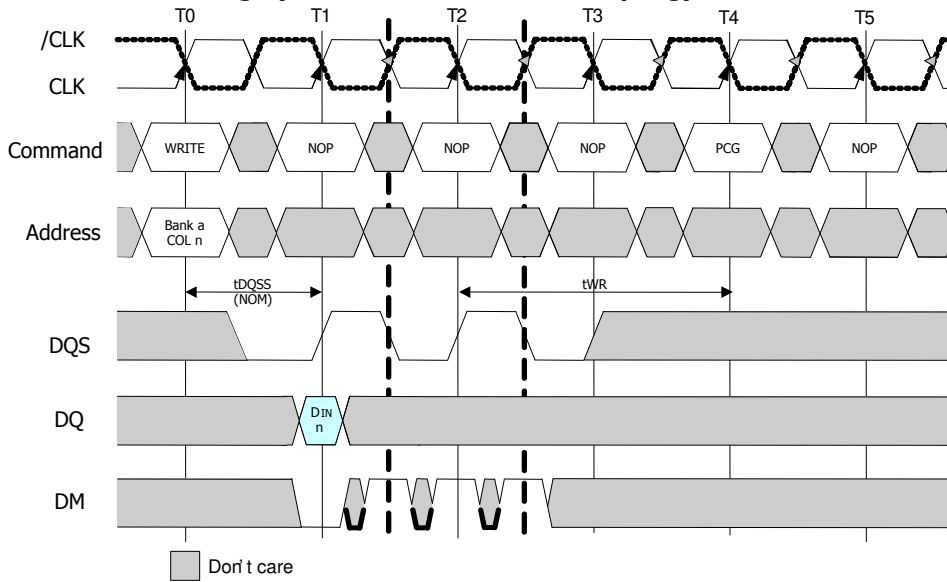 T0 T1 T2 T3 T4 T5
/CLK
CLK
Command WRITE NOP NOP NOP PCG NOP
Address Bank a
COL n
tDQSS
(NOM)
tWR
DQS
DQ DIN
n
DM
Don't care